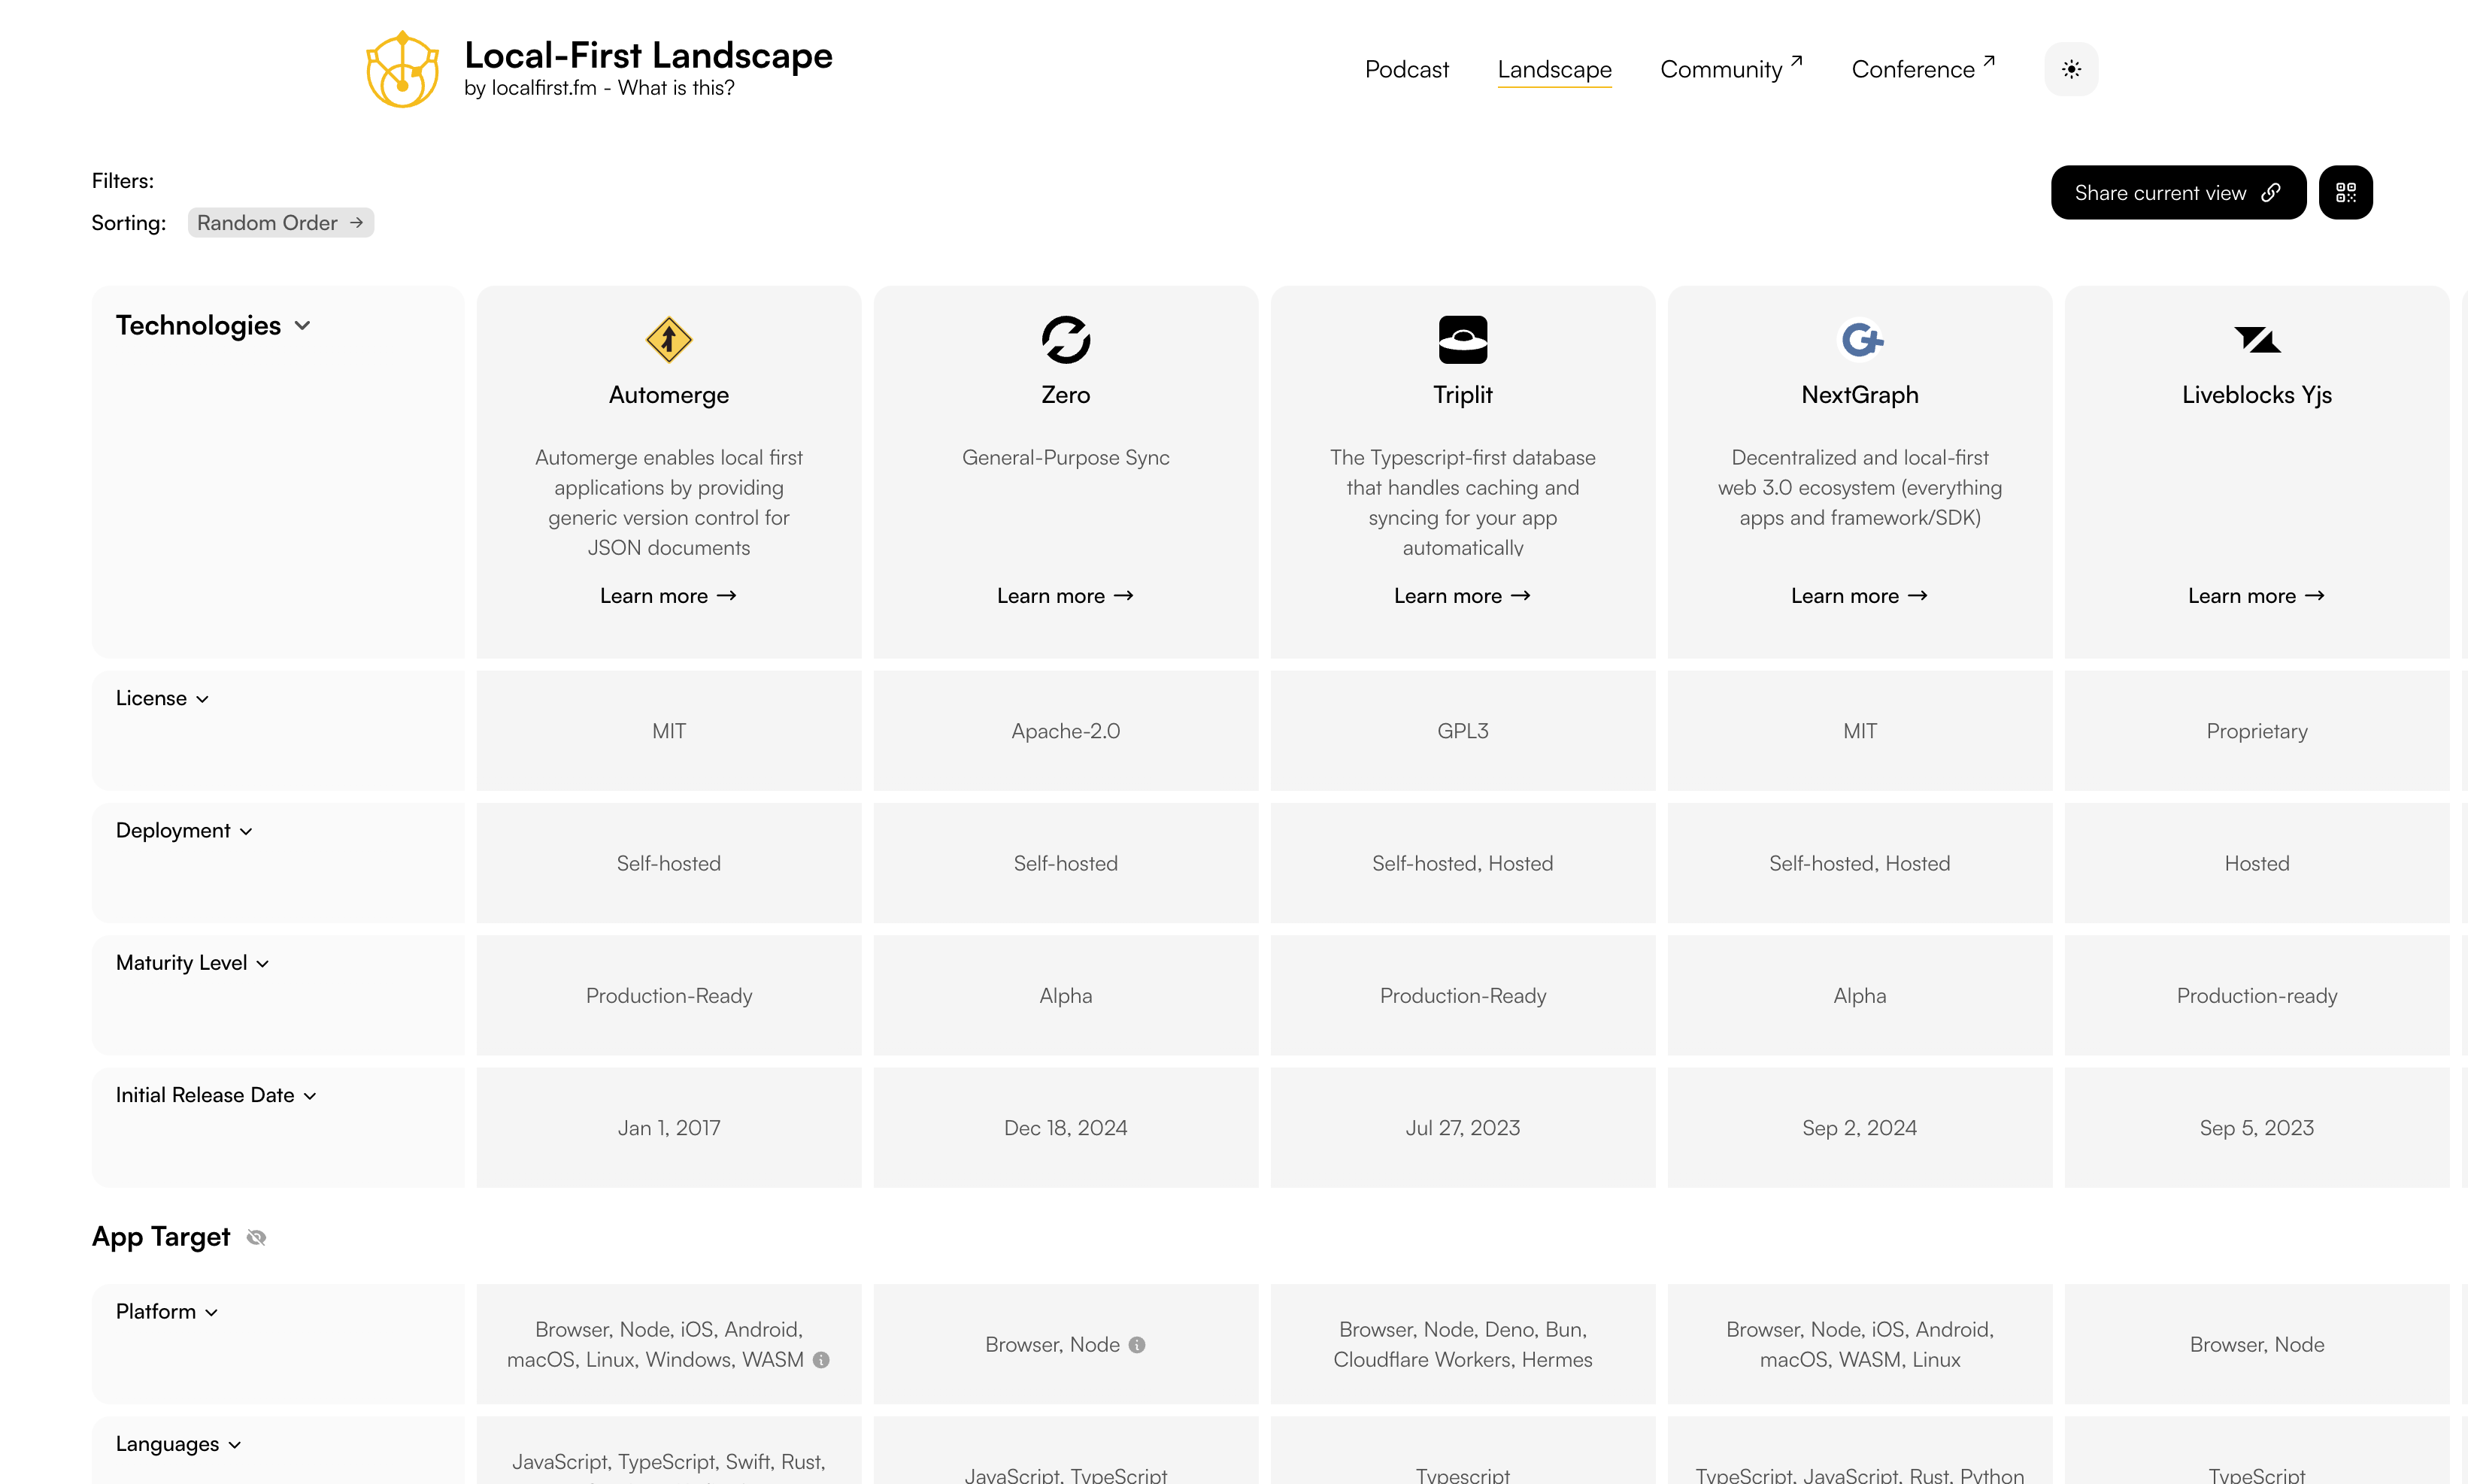 Local-First Landscape
by localfirst.fm - What is this?
Podcast
Landscape
Community
Conference
Filters:
Sorting: Random Order →
Share current view
Technologies
Automerge
Automerge enables local first
applications by providing
generic version control for
JSON documents
Learn more →
Zero
General-Purpose Sync
Learn more →
Triplit
The Typescript-first database
that handles caching and
syncing for your app
automatically
Learn more →
NextGraph
Decentralized and local-first
web 3.0 ecosystem (everything
apps and framework/SDK)
Learn more →
Liveblocks Yjs
Learn more →
License
MIT
Apache-2.0
GPL3
MIT
Proprietary
Deployment
Self-hosted
Self-hosted
Self-hosted, Hosted
Self-hosted, Hosted
Hosted
Maturity Level
Production-Ready
Alpha
Production-Ready
Alpha
Production-ready
Initial Release Date
Jan 1, 2017
Dec 18, 2024
Jul 27, 2023
Sep 2, 2024
Sep 5, 2023
App Target
Platform
Browser, Node, iOS, Android,
macOS, Linux, Windows, WASM
Browser, Node
Browser, Node, Deno, Bun,
Cloudflare Workers, Hermes
Browser, Node, iOS, Android,
macOS, WASM, Linux
Browser, Node
Languages
JavaScript, TypeScript, Swift, Rust,
JavaScript, TypeScript
Typescript
TypeScript, JavaScript, Rust, Python
TypeScript